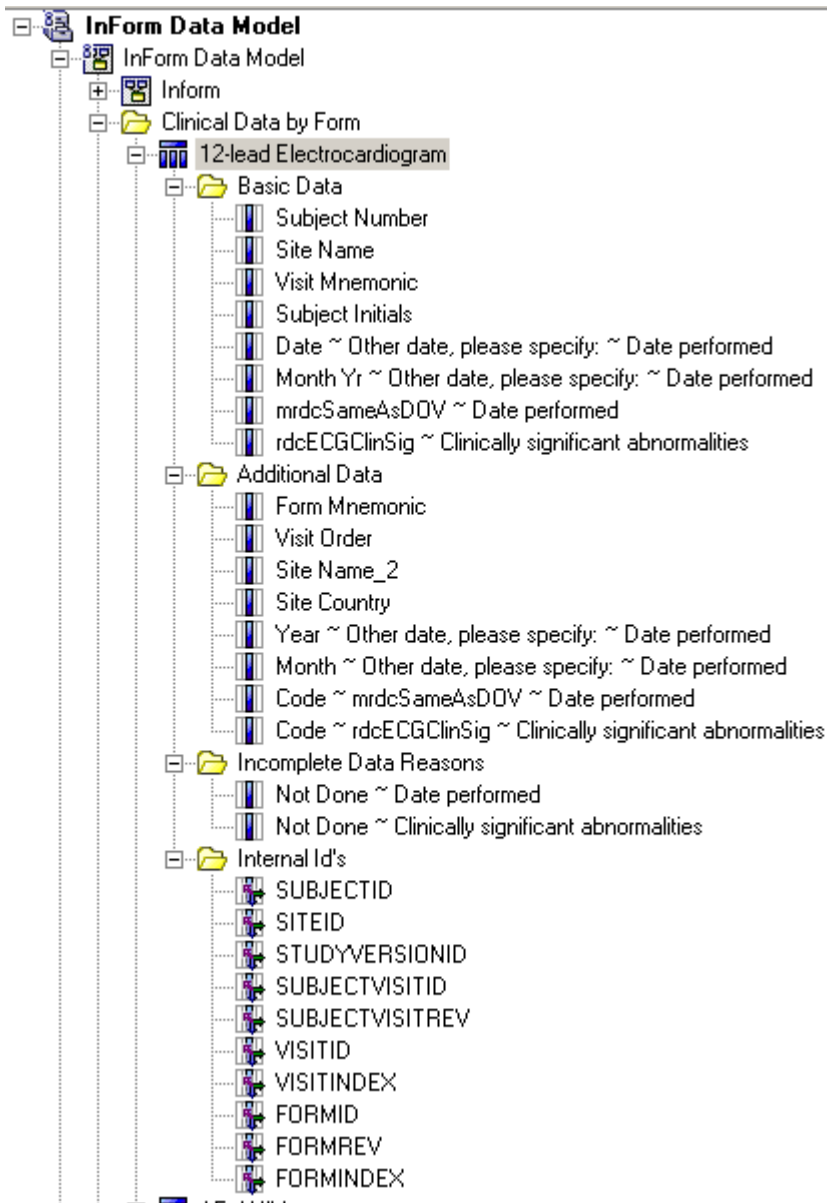 InForm Data Model
InForm Data Model
Inform
Clinical Data by Form
12-lead Electrocardiogram
Basic Data
Subject Number
Site Name
Visit Mnemonic
Subject Initials
Date ~ Other date, please specify: ~ Date performed
Month Yr ~ Other date, please specify: ~ Date performed
mrdcSameAsDOV ~ Date performed
rdcECGClinSig ~ Clinically significant abnormalities
Additional Data
Form Mnemonic
Visit Order
Site Name_2
Site Country
Year ~ Other date, please specify: ~ Date performed
Month ~ Other date, please specify: ~ Date performed
Code ~ mrdcSameAsDOV ~ Date performed
Code ~ rdcECGClinSig ~ Clinically significant abnormalities
Incomplete Data Reasons
Not Done ~ Date performed
Not Done ~ Clinically significant abnormalities
Internal Id's
SUBJECTID
SITEID
STUDYVERSIONID
SUBJECTVISITID
SUBJECTVISITREV
VISITID
VISITINDEX
FORMID
FORMREV
FORMINDEX